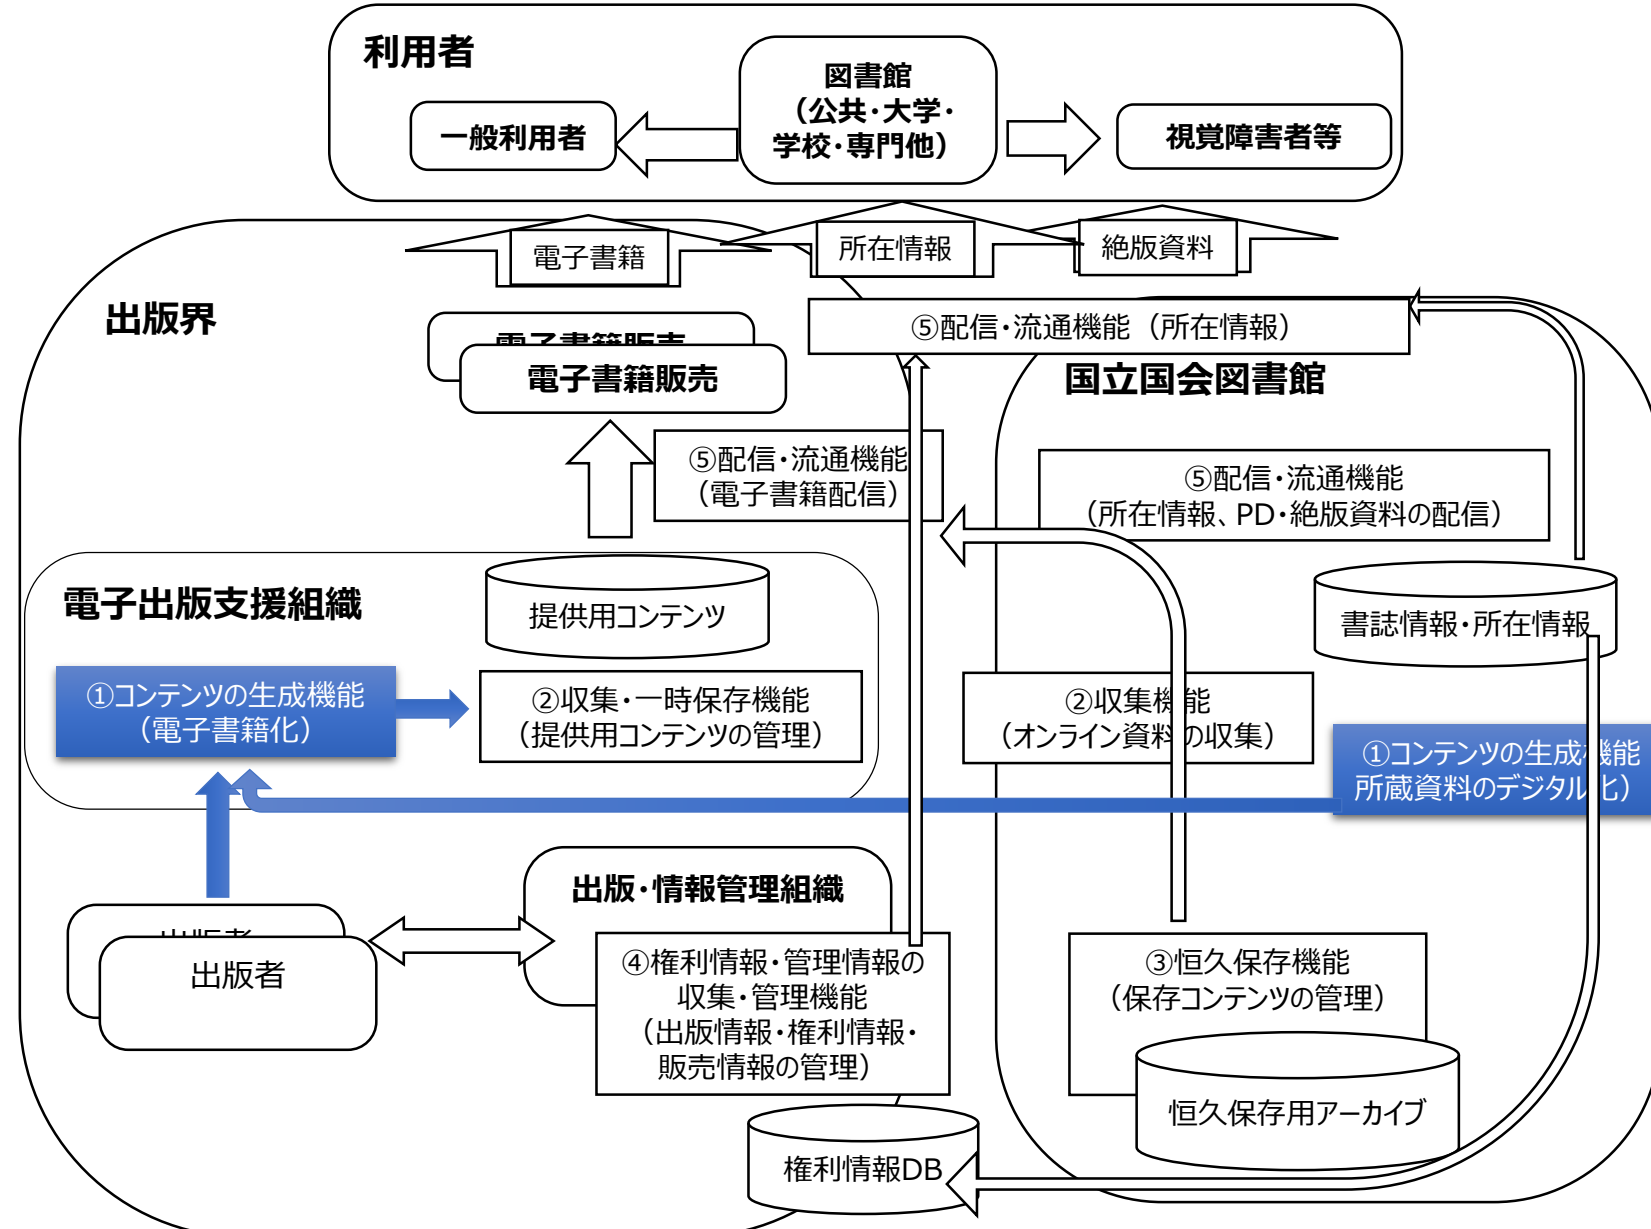 利用者
図書館
（公共・大学・
学校・専門他）
一般利用者
視覚障害者等
電子書籍
所在情報
絶版資料
出版界
⑤配信・流通機能（所在情報）
電子書籍販売
電子書籍販売
国立国会図書館
⑤配信・流通機能
（電子書籍配信）
⑤配信・流通機能
（所在情報、PD・絶版資料の配信）
電子出版支援組織
提供用コンテンツ
書誌情報・所在情報
①コンテンツの生成機能
（電子書籍化）
②収集・一時保存機能
（提供用コンテンツの管理）
②収集機能
（オンライン資料の収集）
①コンテンツの生成機能
所蔵資料のデジタル化）
出版・情報管理組織
出版者
出版者
④権利情報・管理情報の
収集・管理機能
（出版情報・権利情報・
販売情報の管理）
③恒久保存機能
（保存コンテンツの管理）
恒久保存用アーカイブ
権利情報DB